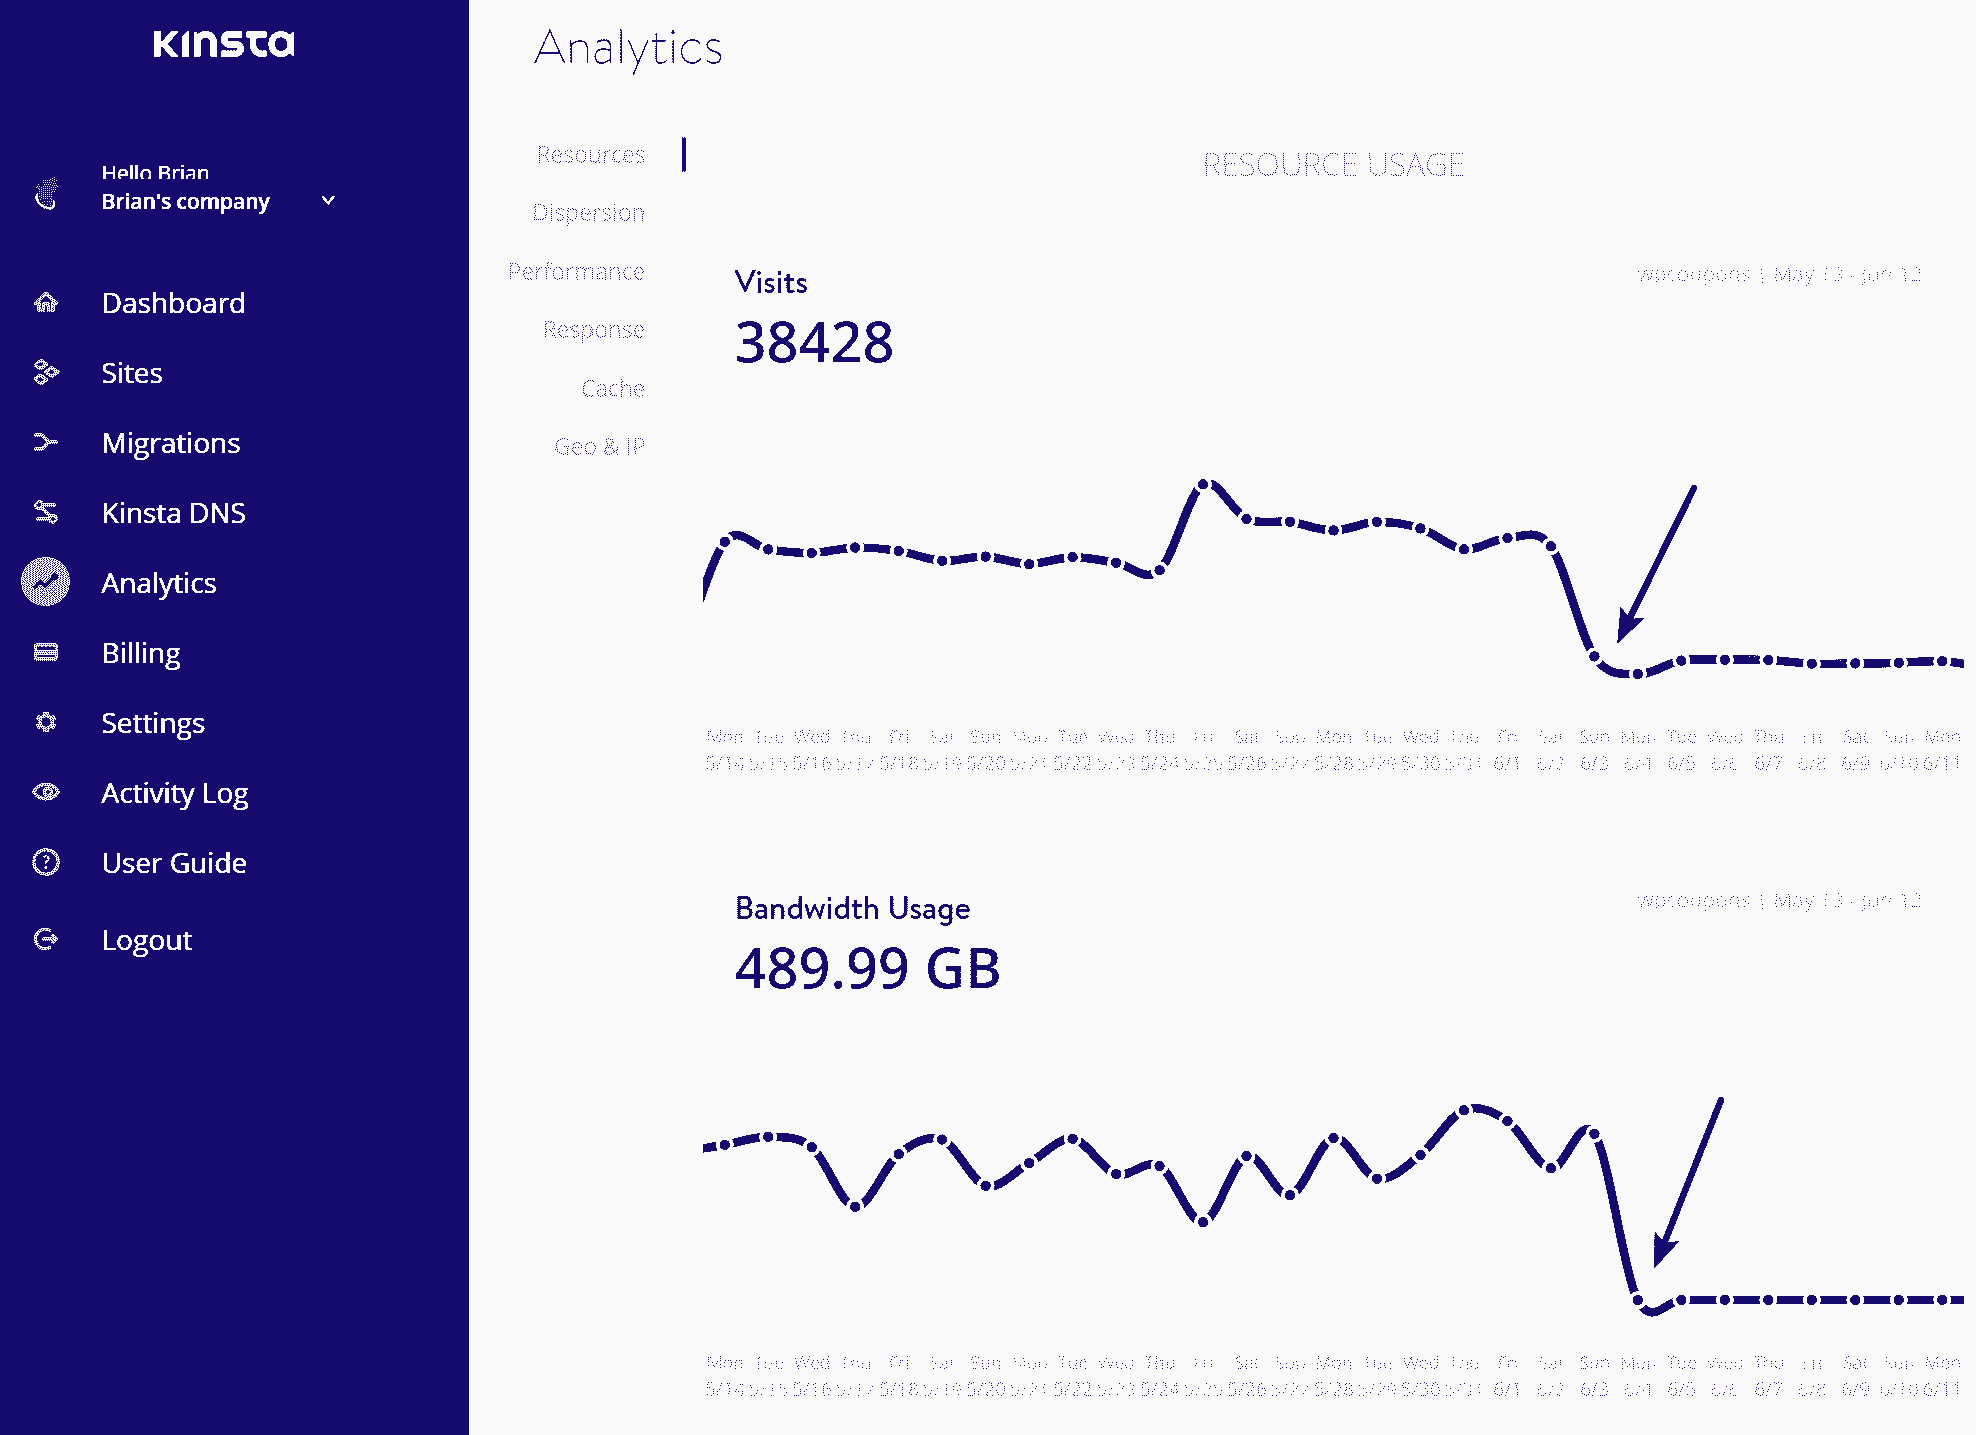 Kinsta
Analytics
Hello Brian
Brian's company
Dashboard
Sites
Migrations
Kinsta DNS
Analytics
Billing
Settings
Activity Log
User Guide
Logout
Resources
Dispersion
Performance
Response
Cache
Geo & IP
RESOURCE USAGE
Visits
wpcoupons | May 13 - Jun 12
38428
Mon Tue Wed Thu Fri Sat Sun Mon Tue Wed Thu Fri Sat Sun Mon Tue Wed Thu Fri Sat Sun Mon Tue Wed Thu Fri Sat Sun Mon
5/14 5/15 5/16 5/17 5/18 5/19 5/20 5/21 5/22 5/23 5/24 5/25 5/26 5/27 5/28 5/29 5/30 5/31 6/1 6/2 6/3 6/4 6/5 6/6 6/7 6/8 6/9 6/10 6/11
Bandwidth Usage
wpcoupons | May 13 - Jun 12
489.99 GB
Mon Tue Wed Thu Fri Sat Sun Mon Tue Wed Thu Fri Sat Sun Mon Tue Wed Thu Fri Sat Sun Mon Tue Wed Thu Fri Sat Sun Mon
5/14 5/15 5/16 5/17 5/18 5/19 5/20 5/21 5/22 5/23 5/24 5/25 5/26 5/27 5/28 5/29 5/30 5/31 6/1 6/2 6/3 6/4 6/5 6/6 6/7 6/8 6/9 6/10 6/11